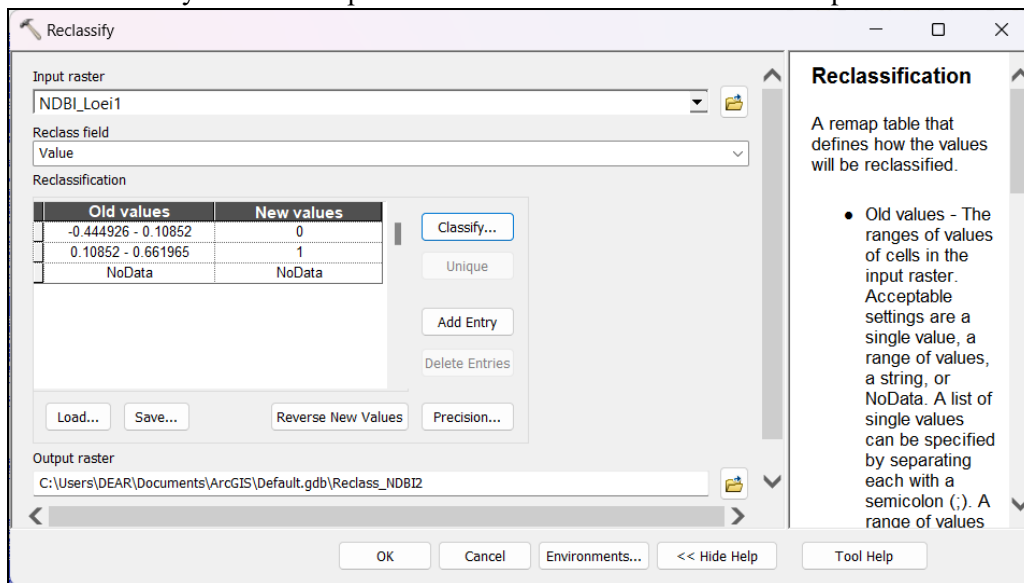 Reclassify
Input raster
NDBI_Loei1
Reclass field
Value
Reclassification
Old values New values
-0.444926 - 0.10852 0
0.10852 - 0.661965 1
NoData NoData
Classify...
Unique
Add Entry
Delete Entries
Load... Save... Reverse New Values Precision...
Output raster
C:\Users\DEAR\Documents\ArcGIS\Default.gdb\Reclass_NDBI2
OK Cancel Environments... << Hide Help Tool Help
Reclassification
A remap table that
defines how the values
will be reclassified.
• Old values - The
ranges of values
of cells in the
input raster.
Acceptable
settings are a
single value, a
range of values,
a string, or
NoData. A list of
single values
can be specified
by separating
each with a
semicolon (;). A
range of values